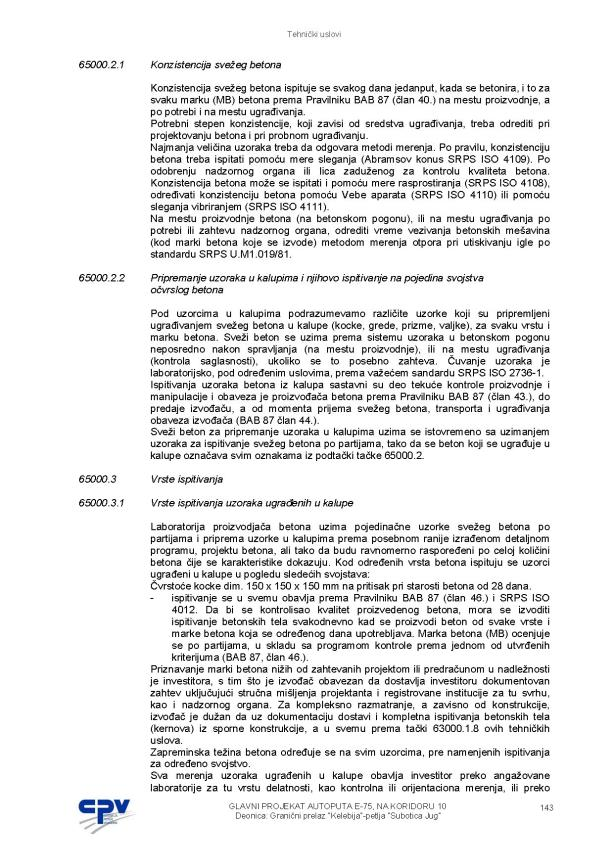 Tehnički uslovi
65000.2.1 Konzistencija svežeg betona
Konzistencija svežeg betona ispituje se svakog dana jedanput, kada se betonira, i to za
svaku marku (MB) betona prema Pravilniku BAB 87 (član 40.) na mestu proizvodnje, a
po potrebi i na mestu ugrađivanja.
Potrebni stepen konzistencije, koji zavisi od sredstva ugrađivanja, treba odrediti pri
projektovanju betona i pri probnom ugrađivanju.
Najmanja veličina uzoraka treba da odgovara metodi merenja. Po pravilu, konzistenciju
betona treba ispitati pomoću mere sleganja (Abramsov konus SRPS ISO 4109). Po
odobrenju nadzornog organa ili lica zaduženog za kontrolu kvaliteta betona.
Konzistencija betona može se ispitati i pomoću mere rasprostiranja (SRPS ISO 4108),
određivati konzistenciju betona pomoću Vebe aparata (SRPS ISO 4110) ili pomoću
sleganja vibriranjem (SRPS ISO 4111).
Na mestu proizvodnje betona (na betonskom pogonu), ili na mestu ugrađivanja po
potrebi ili zahtevu nadzornog organa, odrediti vreme vezivanja betonskih mešavina
(kod marki betona koje se izvode) metodom merenja otpora pri utiskivanju igle po
standardu SRPS U.M1.019/81.
65000.2.2 Pripremanje uzoraka u kalupima i njihovo ispitivanje na pojedina svojstva
očvrslog betona
Pod uzorcima u kalupima podrazumevamo različite uzorke koji su pripremljeni
ugrađivanjem svežeg betona u kalupe (kocke, grede, prizme, valjke), za svaku vrstu i
marku betona. Sveži beton se uzima prema sistemu uzoraka u betonskom pogonu
neposredno nakon spravljanja (na mestu proizvodnje), ili na mestu ugrađivanja
(kontrola saglasnosti), ukoliko se to posebno zahteva. Čuvanje uzoraka je
laboratorijsko, pod određenim uslovima, prema važećem sandardu SRPS ISO 2736-1.
Ispitivanja uzoraka betona iz kalupa sastavni su deo tekuće kontrole proizvodnje i
manipulacije i obaveza je proizvođača betona prema Pravilniku BAB 87 (član 43.), do
predaje izvođaču, a od momenta prijema svežeg betona, transporta i ugrađivanja
obaveza izvođača (BAB 87 član 44.).
Sveži beton za pripremanje uzoraka u kalupima uzima se istovremeno sa uzimanjem
uzoraka za ispitivanje svežeg betona po partijama, tako da se beton koji se ugrađuje u
kalupe označava svim oznakama iz podtački tačke 65000.2.
65000.3 Vrste ispitivanja
65000.3.1 Vrste ispitivanja uzoraka ugrađenih u kalupe
Laboratorija proizvodjača betona uzima pojedinačne uzorke svežeg betona po
partijama i priprema uzorke u kalupima prema posebnom ranije izrađenom detaljnom
programu, projektu betona, ali tako da budu ravnomerno raspoređeni po celoj količini
betona čije se karakteristike dokazuju. Kod određenih vrsta betona ispituju se uzorci
ugrađeni u kalupe u pogledu sledećih svojstava:
Čvrstoće kocke dim. 150 x 150 x 150 mm na pritisak pri starosti betona od 28 dana.
- ispitivanje se u svemu obavlja prema Pravilniku BAB 87 (član 46.) i SRPS ISO
4012. Da bi se kontrolisao kvalitet proizvedenog betona, mora se izvoditi
ispitivanje betonskih tela svakodnevno kad se proizvodi beton od svake vrste i
marke betona koja se određenog dana upotrebljava. Marka betona (MB) ocenjuje
se po partijama, u skladu sa programom kontrole prema jednom od utvrđenih
kriterijuma (BAB 87, član 46.).
Priznavanje marki betona nižih od zahtevanih projektom ili predračunom u nadležnosti
je investitora, s tim što je izvođač obavezan da dostavlja investitoru dokumentovan
zahtev uključujući stručna mišljenja projektanta i registrovane institucije za tu svrhu,
kao i nadzornog organa. Za kompleksno razmatranje, a zavisno od konstrukcije,
izvođač je dužan da uz dokumentaciju dostavi i kompletna ispitivanja betonskih tela
(kernova) iz sporne konstrukcije, a u svemu prema tački 63000.1.8 ovih tehničkih
uslova.
Zapreminska težina betona određuje se na svim uzorcima, pre namenjenih ispitivanja
za određeno svojstvo.
Sva merenja uzoraka ugrađenih u kalupe obavlja investitor preko angažovane
laboratorije za tu vrstu delatnosti, kao kontrolna ili orijentaciona merenja, ili preko
CPV
GLAVNI PROJEKAT AUTOPUTA E-75, NA KORIDORU 10
Deonica: Granični prelaz "Kelebija"-petlja "Subotica Jug"
143